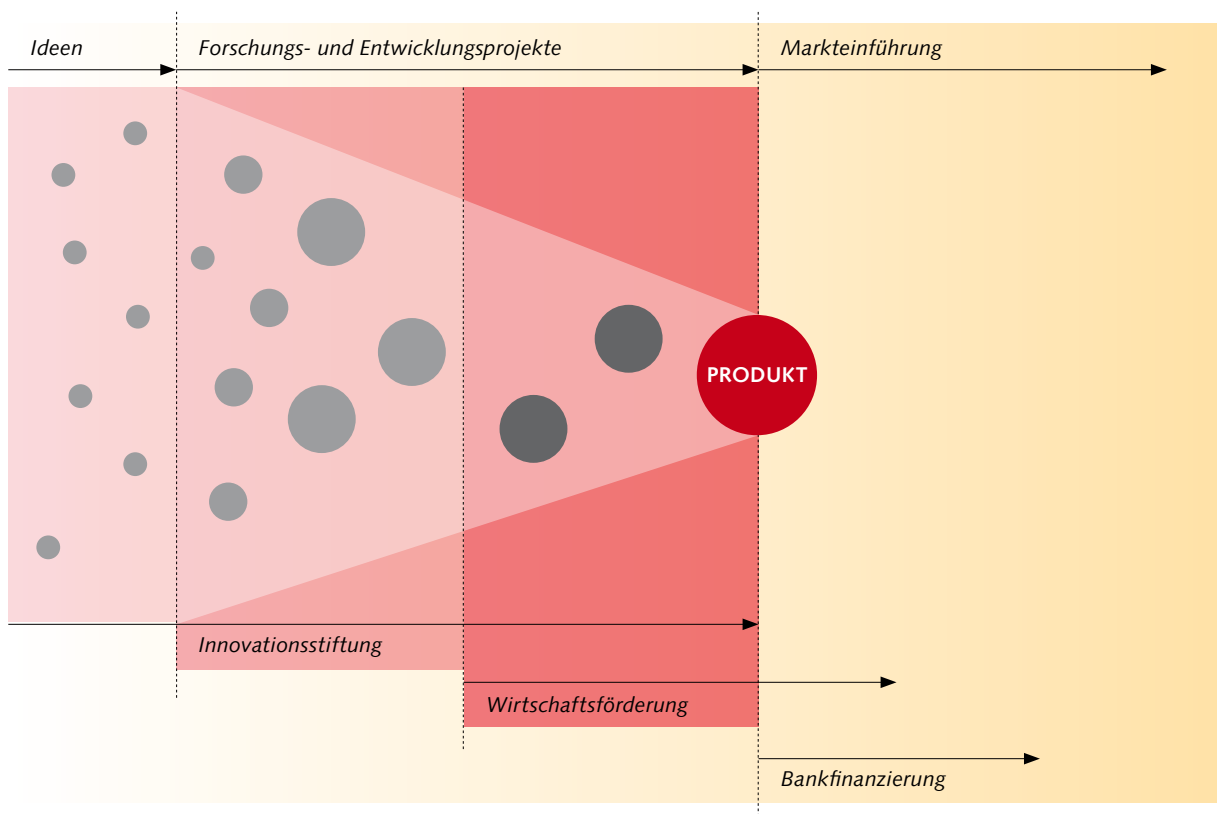 Ideen
Forschungs- und Entwicklungsprojekte
Markteinführung
PRODUKT
Innovationsstiftung
Wirtschaftsförderung
Bankfinanzierung